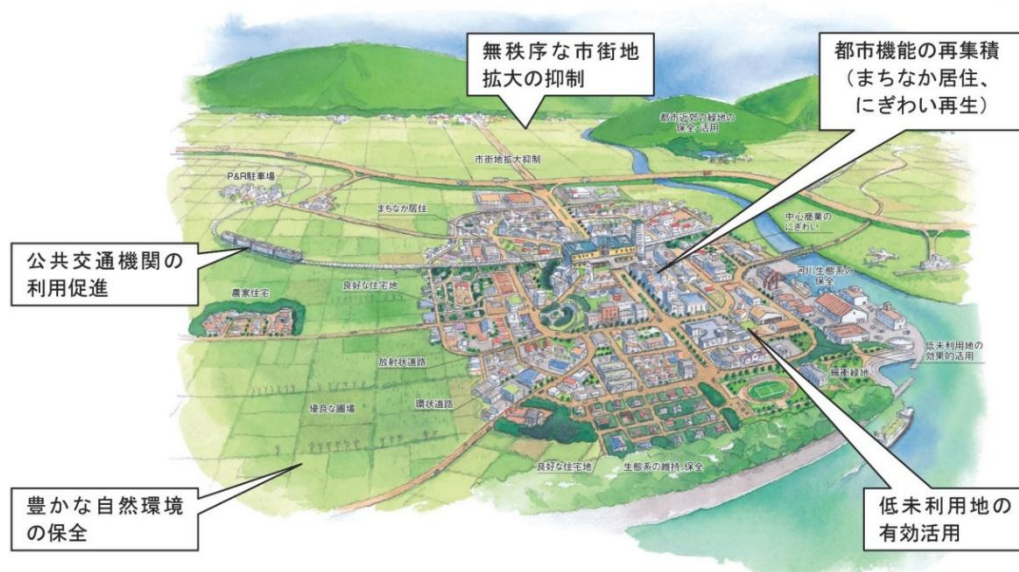 無秩序な市街地
拡大の抑制
都市機能の再集積
（まちなか居住、
にぎわい再生）
都市近郊の緑地の
保全・活用
市街地拡大抑制
P&R駐車場
まちなか居住
中心商業の
にぎわい
公共交通機関の
利用促進
河川生態系の
保全
農家住宅
良好な住宅地
低未利用地の
効果的活用
放射状道路
緩衝緑地
優良な圃場
環状道路
良好な住宅地
生態系の維持、保全
豊かな自然環境
の保全
低未利用地の
有効活用